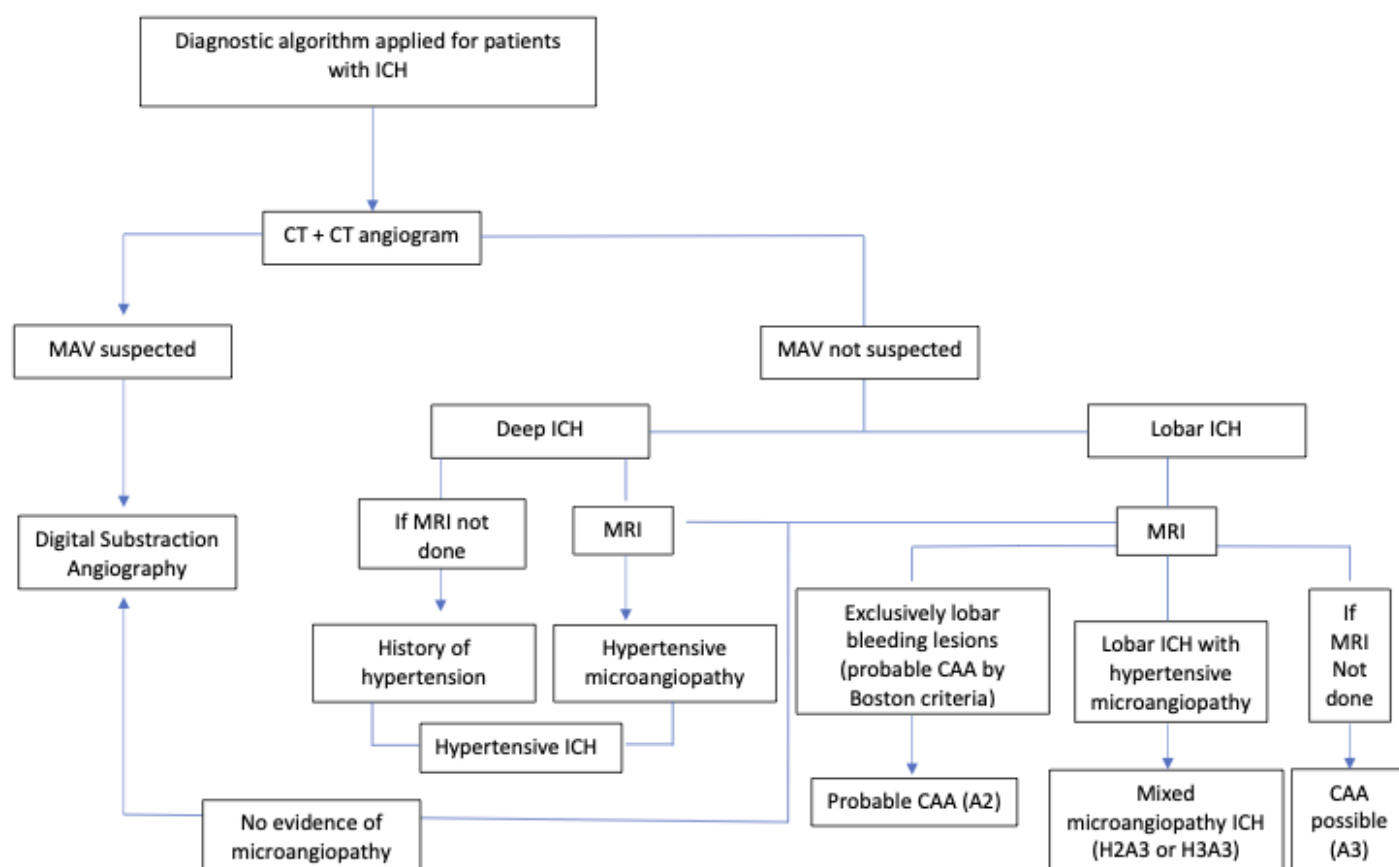 Diagnostic algorithm applied for patients
with ICH
CT + CT angiogram
MAV suspected
MAV not suspected
Deep ICH
Lobar ICH
If MRI not
done
MRI
MRI
Digital Substraction
Angiography
Exclusively lobar
bleeding lesions
(probable CAA by
Boston criteria)
Lobar ICH with
hypertensive
microangiopathy
If
MRI
Not
done
History of
hypertension
Hypertensive
microangiopathy
Hypertensive ICH
Probable CAA (A2)
Mixed
microangiopathy ICH
(H2A3 or H3A3)
CAA
possible
(A3)
No evidence of
microangiopathy